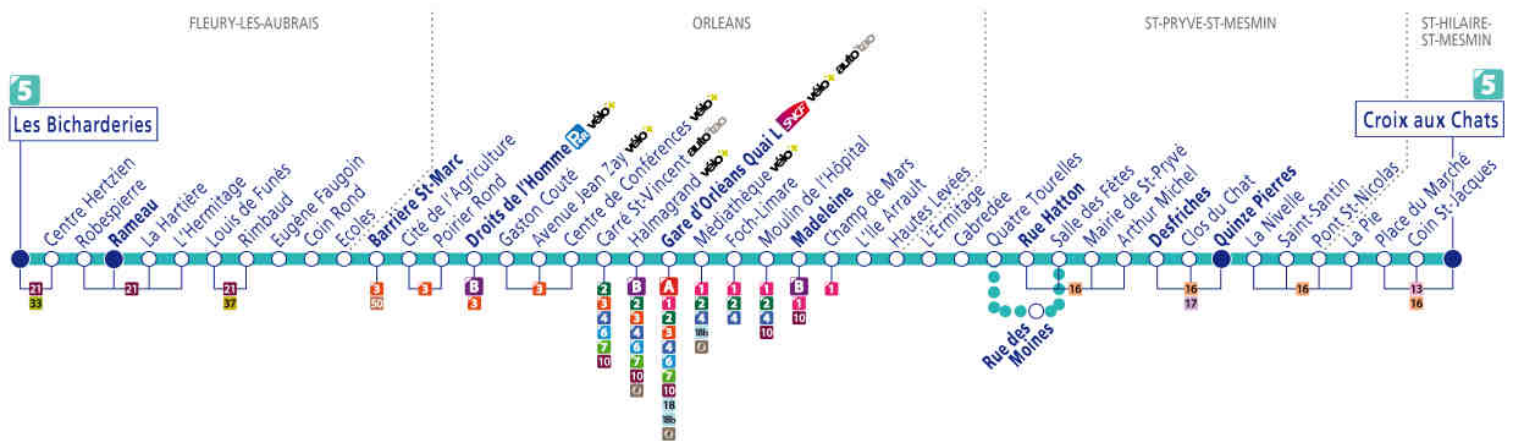 FLEURY-LES-AUBRAIS
ORLEANS
ST-PRYVE-ST-MESMIN
ST-HILAIRE-
ST-MESMIN
5
5
Les Bicharderies
Croix aux Chats
Centre Hertzien
Robespierre
Rameau
La Hartière
L'Hermitage
Louis de Funès
Rimbaud
Eugène Faugoin
Coin Rond
Ecoles
Barrière St-Marc
Cité de l'Agriculture
Poirier Rond
Droits de l'Homme P+R vélo+
Gaston Couté
Avenue Jean Zay vélo+
Centre de Conférences vélo+
Carré St-Vincent autotao
Halmagrand vélo+
Gare d'Orléans Quai L SNCF vélo+ autotao
Médiathèque vélo+
Foch-Limare
Moulin de l'Hôpital
Madeleine
Champ de Mars
L'Ile Arrault
Hautes Levées
L'Ermitage
Cabredée
Quatre Tourelles
Rue Hatton
Salle des Fêtes
Mairie de St-Pryvé
Arthur Michel
Desfriches
Clos du Chat
Quinze Pierres
La Nivelle
Saint-Santin
Pont St-Nicolas
La Pie
Place du Marché
Coin St-Jacques
21
33
21
21
37
3
50
3
B
3
3
2
3
4
6
7
10
B
2
3
4
6
7
10
A
1
2
3
4
6
7
10
18
18b
1
2
4
18b
1
2
4
1
2
4
10
B
1
10
1
Rue des
Moines
16
16
17
16
13
16